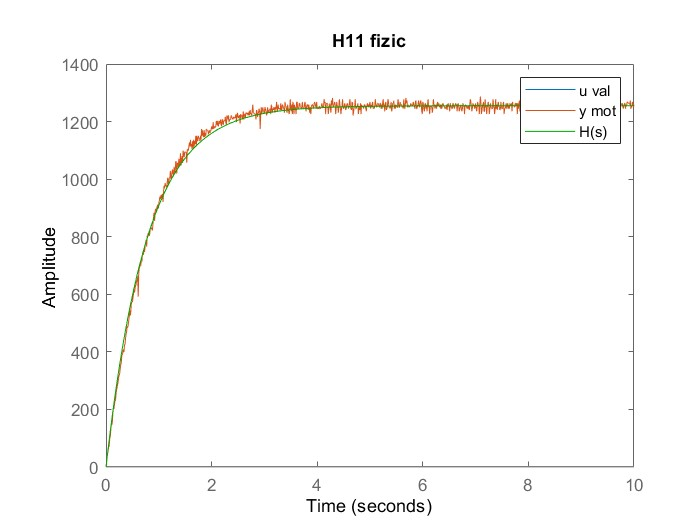 H11 fizic
1400
1200
1000
800
600
400
200
0
0 2 4 6 8 10
Amplitude
Time (seconds)
u val
y mot
H(s)